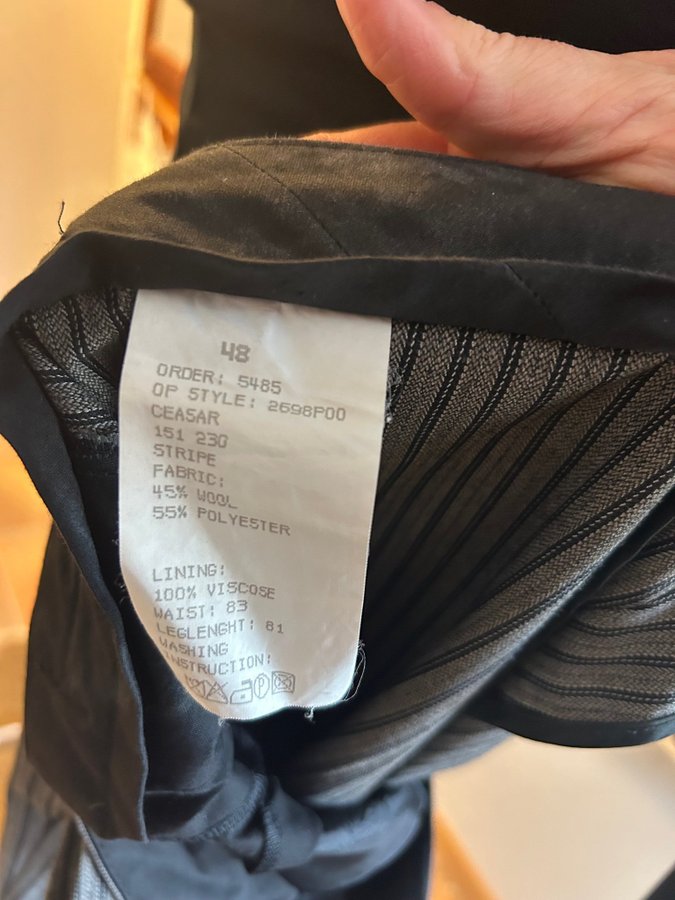 48
ORDER: 5485
OP STYLE: 2698P00
CEASAR
151 230
STRIPE
FABRIC:
45% WOOL
55% POLYESTER
LINING:
100% VISCOSE
WAIST: 83
LEGLENGHT: 81
WASHING
INSTRUCTION:
P